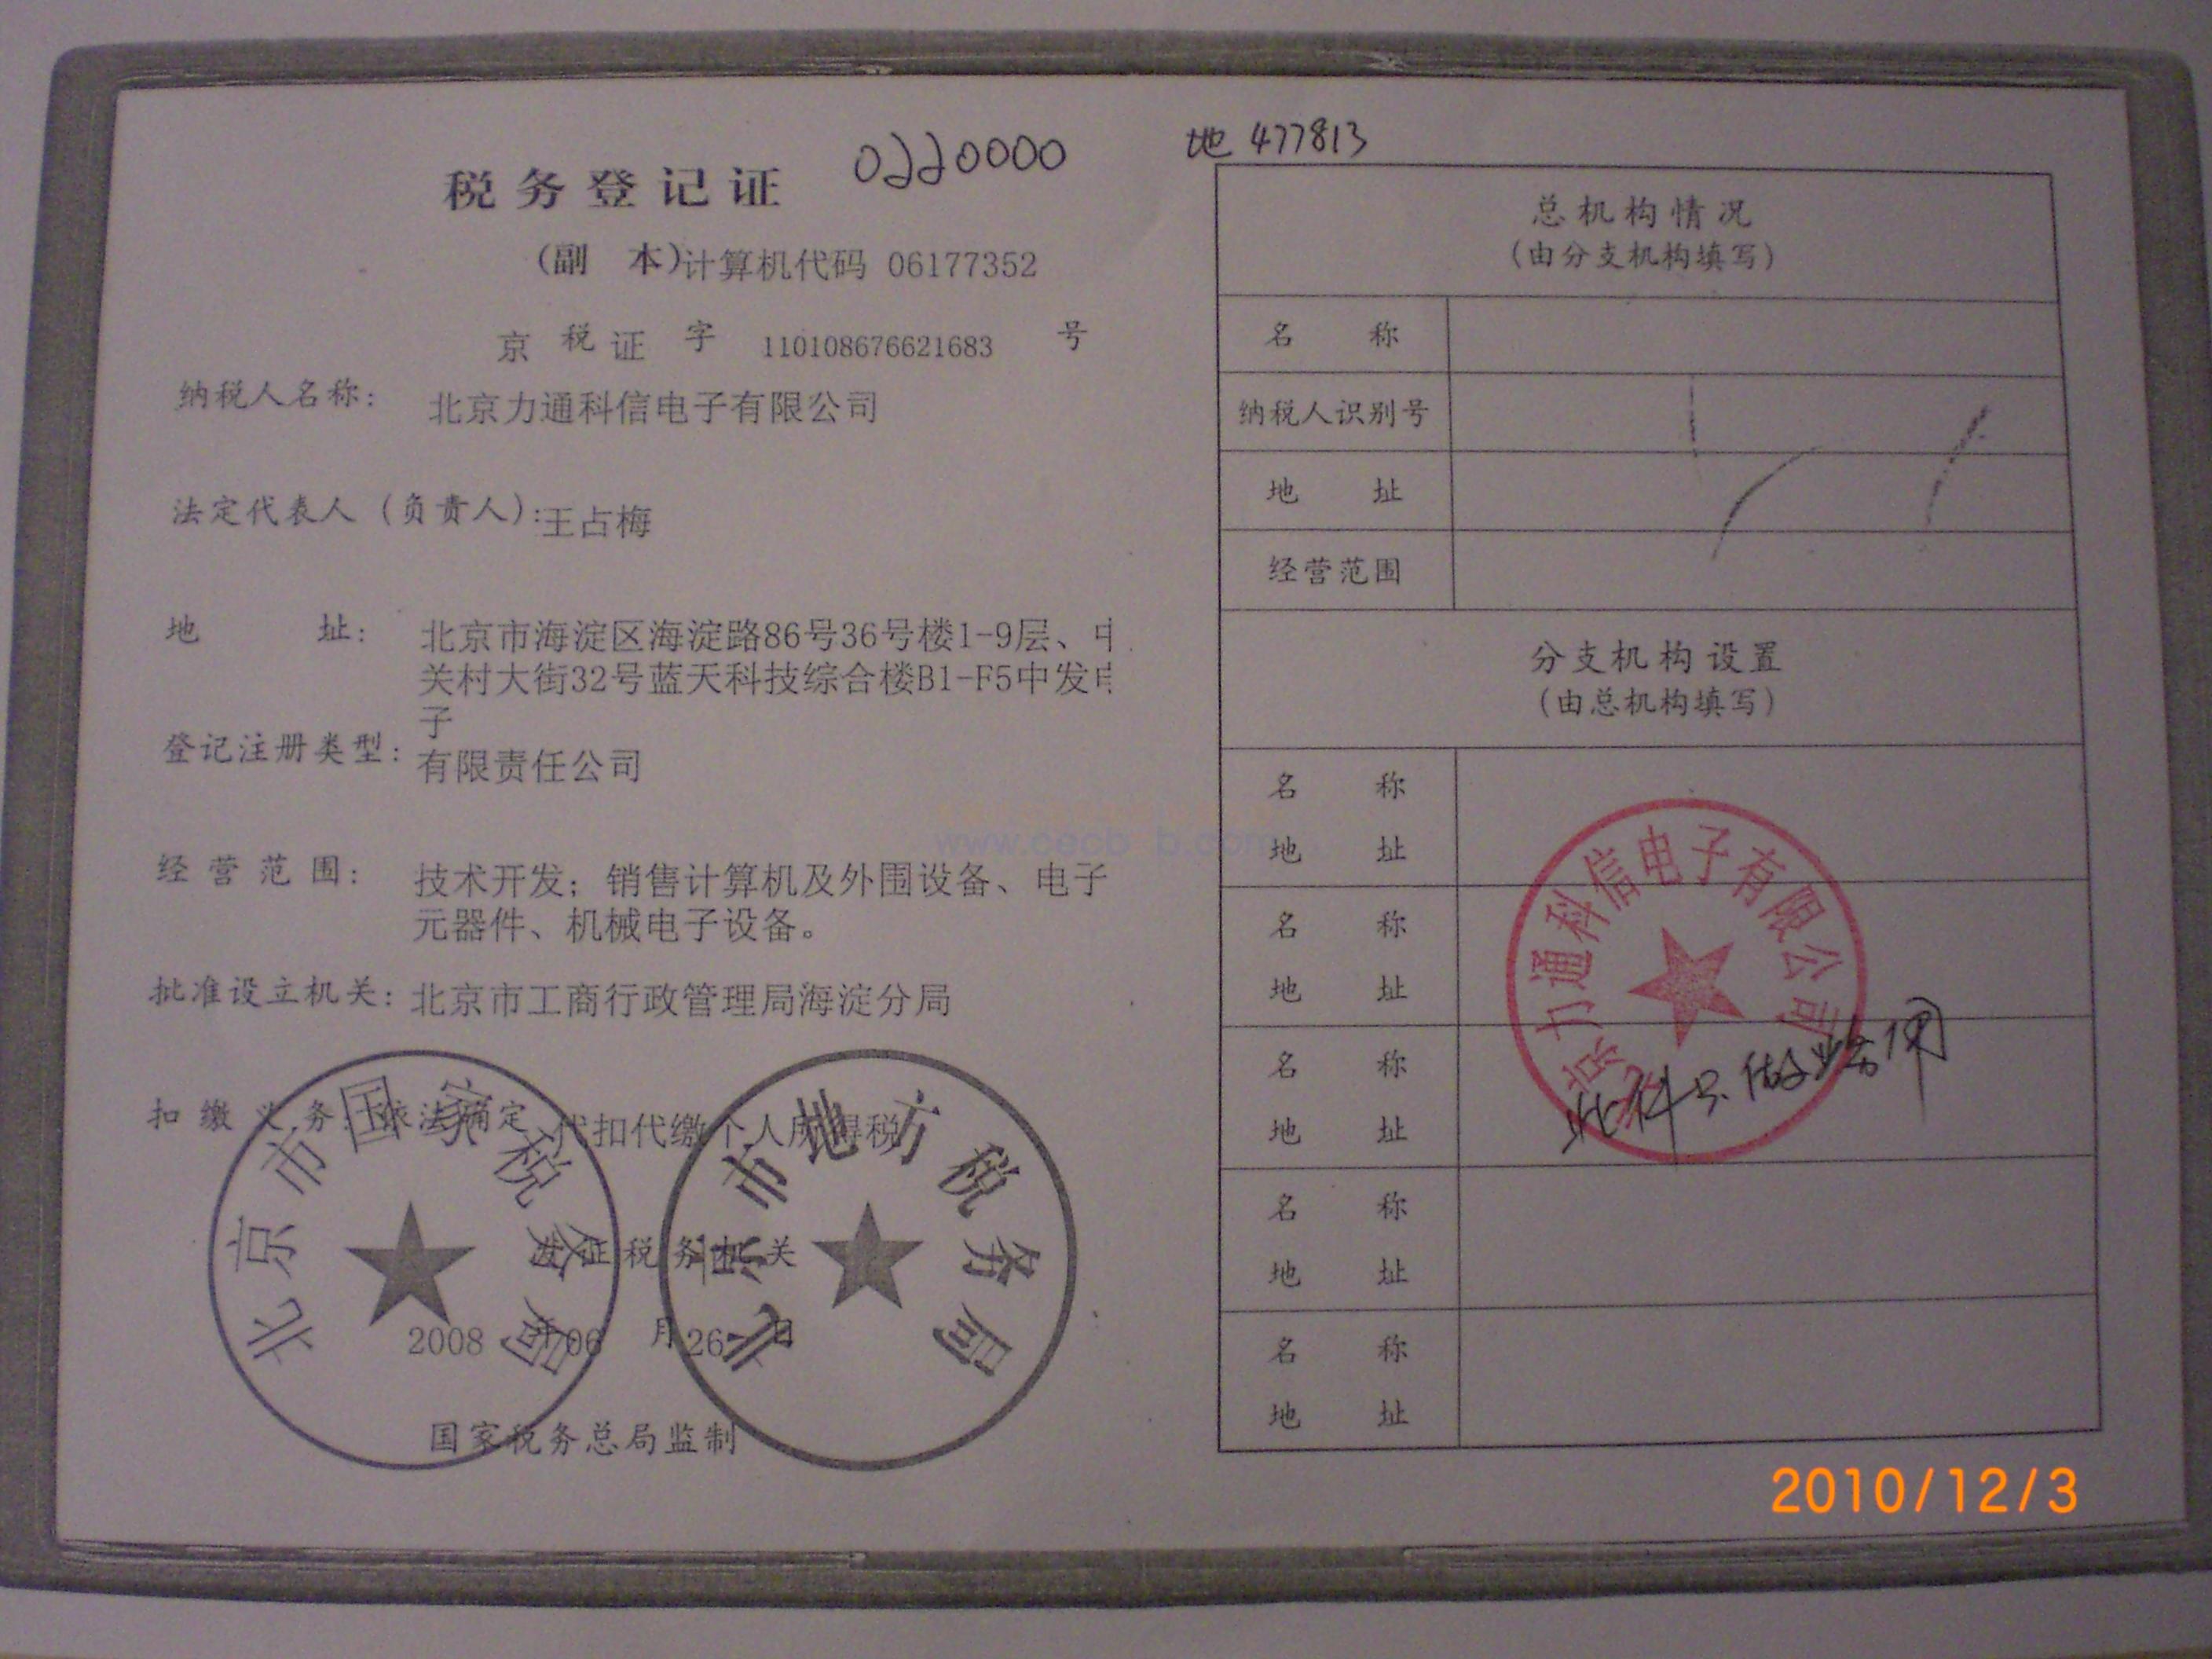 税务登记证
0220000
(副 本)计算机代码 06177352
京 税 证 字 110108676621683 号
纳税人名称: 北京力通科信电子有限公司
法定代表人（负责人）:王占梅
地 址: 北京市海淀区海淀路86号36号楼1-9层、中
关村大街32号蓝天科技综合楼B1-F5中发电
子
登记注册类型: 有限责任公司
经营范围: 技术开发；销售计算机及外围设备、电子
元器件、机械电子设备。
批准设立机关: 北京市工商行政管理局海淀分局
扣缴义务: 依法确定 代扣代缴个人所得税
北京市国家税务局
北京市地方税务局
发证税务机关
2008 年 06 月 26 日
国家税务总局监制
地 477813
总机构情况
(由分支机构填写)
名 称
纳税人识别号
地 址
经营范围
分支机构设置
(由总机构填写)
名 称
地 址
名 称
地 址
名 称
地 址
名 称
地 址
名 称
地 址
北京力通科信电子有限公司
2010/12/3